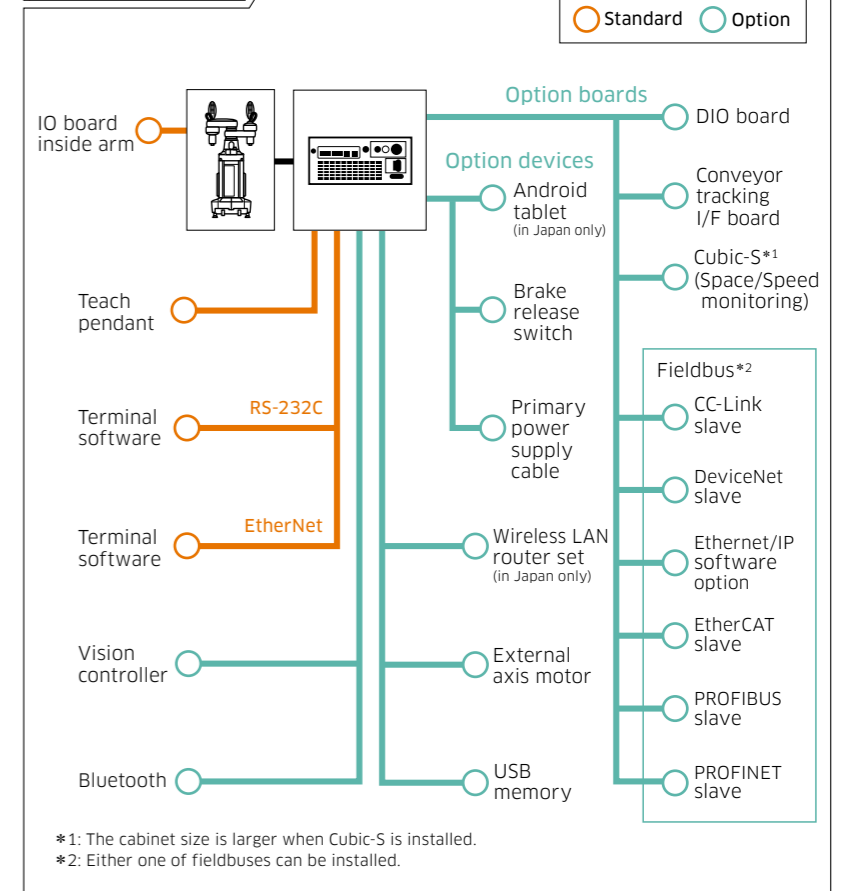 Standard
Option
IO board
inside arm
Option boards
DIO board
Option devices
Android
tablet
(in Japan only)
Conveyor
tracking
I/F board
Cubic-S*1
(Space/Speed
monitoring)
Teach
pendant
Brake
release
switch
Fieldbus*2
Terminal
software
RS-232C
Primary
power
supply
cable
CC-Link
slave
DeviceNet
slave
Terminal
software
EtherNet
Wireless LAN
router set
(in Japan only)
Ethernet/IP
software
option
EtherCAT
slave
Vision
controller
External
axis motor
PROFIBUS
slave
Bluetooth
USB
memory
PROFINET
slave
*1: The cabinet size is larger when Cubic-S is installed.
*2: Either one of fieldbuses can be installed.